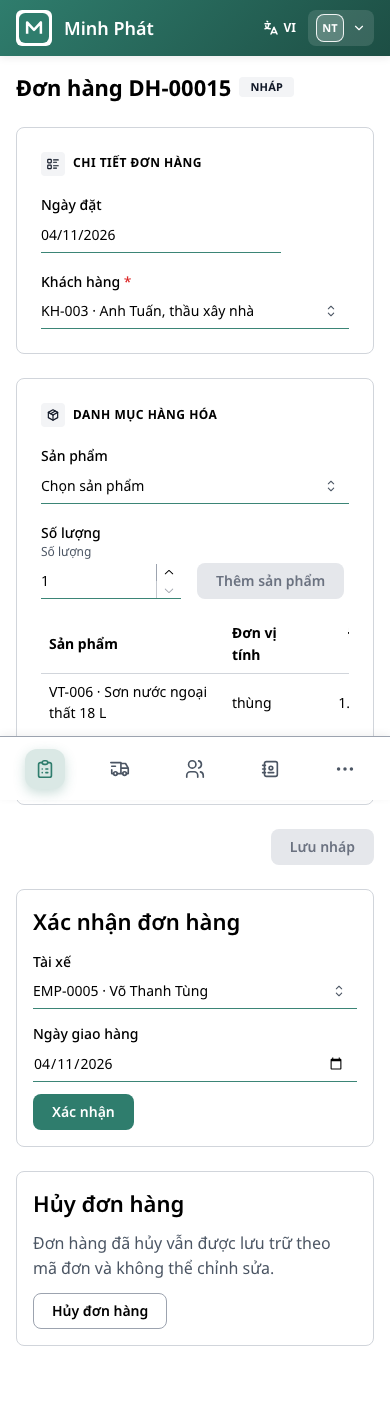 Minh Phát
VI
NT
Đơn hàng DH-00015
NHÁP
CHI TIẾT ĐƠN HÀNG
Ngày đặt
04/11/2026
Khách hàng *
KH-003 · Anh Tuấn, thầu xây nhà
DANH MỤC HÀNG HÓA
Sản phẩm
Chọn sản phẩm
Số lượng
Số lượng
1
Thêm sản phẩm
Sản phẩm
Đơn vị
tính
VT-006 · Sơn nước ngoại
thất 18 L
thùng
1.
Lưu nháp
Xác nhận đơn hàng
Tài xế
EMP-0005 · Võ Thanh Tùng
Ngày giao hàng
04/11/2026
Xác nhận
Hủy đơn hàng
Đơn hàng đã hủy vẫn được lưu trữ theo
mã đơn và không thể chỉnh sửa.
Hủy đơn hàng